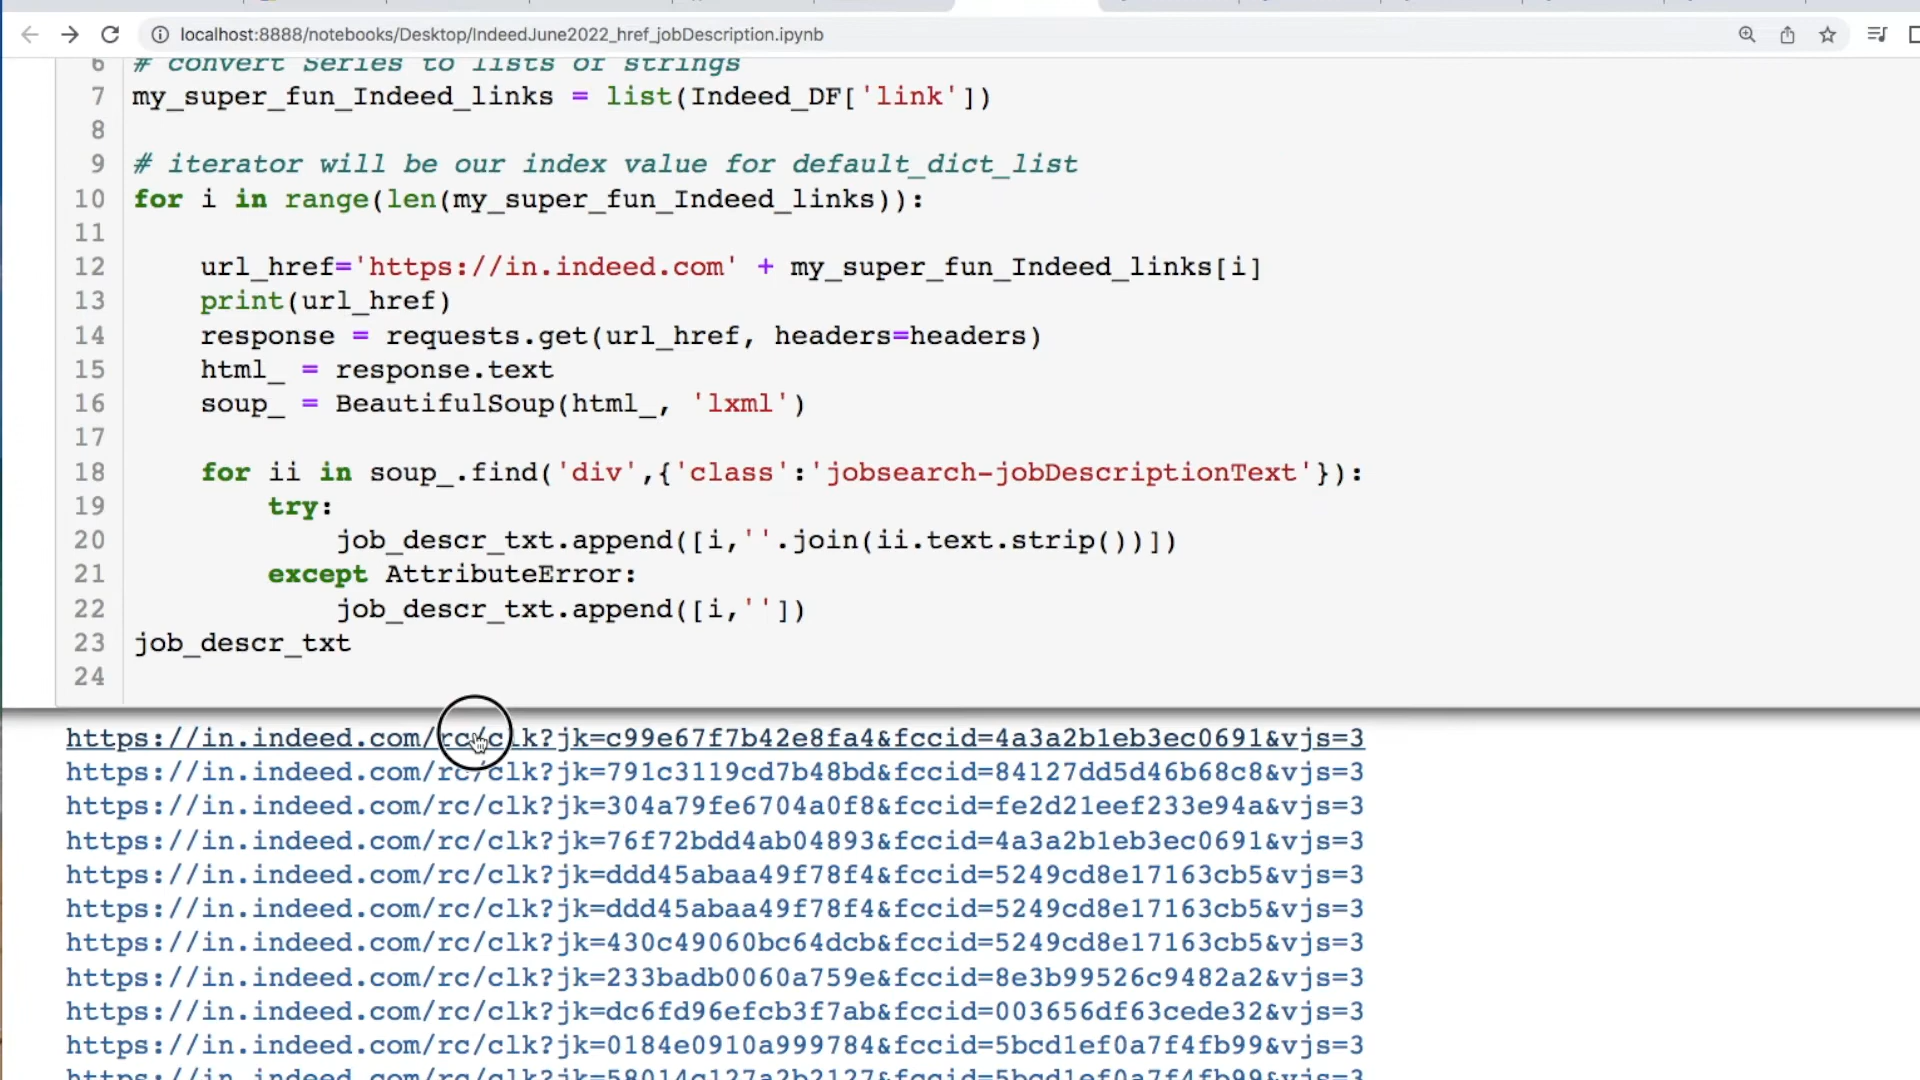 localhost:8888/notebooks/Desktop/IndeedJune2022_href_jobDescription.ipynb
6 # convert Series to lists of strings
7 my_super_fun_Indeed_links = list(Indeed_DF['link'])
8
9 # iterator will be our index value for default_dict_list
10 for i in range(len(my_super_fun_Indeed_links)):
11
12 url_href='https://in.indeed.com' + my_super_fun_Indeed_links[i]
13 print(url_href)
14 response = requests.get(url_href, headers=headers)
15 html_ = response.text
16 soup_ = BeautifulSoup(html_, 'lxml')
17
18 for ii in soup_.find('div',{'class':'jobsearch-jobDescriptionText'}):
19 try:
20 job_descr_txt.append([i,''.join(ii.text.strip())])
21 except AttributeError:
22 job_descr_txt.append([i,''])
23 job_descr_txt
24
https://in.indeed.com/rc/clk?jk=c99e67f7b42e8fa4&fccid=4a3a2b1eb3ec0691&vjs=3
https://in.indeed.com/rc/clk?jk=791c3119cd7b48bd&fccid=84127dd5d46b68c8&vjs=3
https://in.indeed.com/rc/clk?jk=304a79fe6704a0f8&fccid=fe2d21eef233e94a&vjs=3
https://in.indeed.com/rc/clk?jk=76f72bdd4ab04893&fccid=4a3a2b1eb3ec0691&vjs=3
https://in.indeed.com/rc/clk?jk=ddd45abaa49f78f4&fccid=5249cd8e17163cb5&vjs=3
https://in.indeed.com/rc/clk?jk=ddd45abaa49f78f4&fccid=5249cd8e17163cb5&vjs=3
https://in.indeed.com/rc/clk?jk=430c49060bc64dcb&fccid=5249cd8e17163cb5&vjs=3
https://in.indeed.com/rc/clk?jk=233badb0060a759e&fccid=8e3b99526c9482a2&vjs=3
https://in.indeed.com/rc/clk?jk=dc6fd96efcb3f7ab&fccid=003656df63cede32&vjs=3
https://in.indeed.com/rc/clk?jk=0184e0910a999784&fccid=5bcd1ef0a7f4fb99&vjs=3